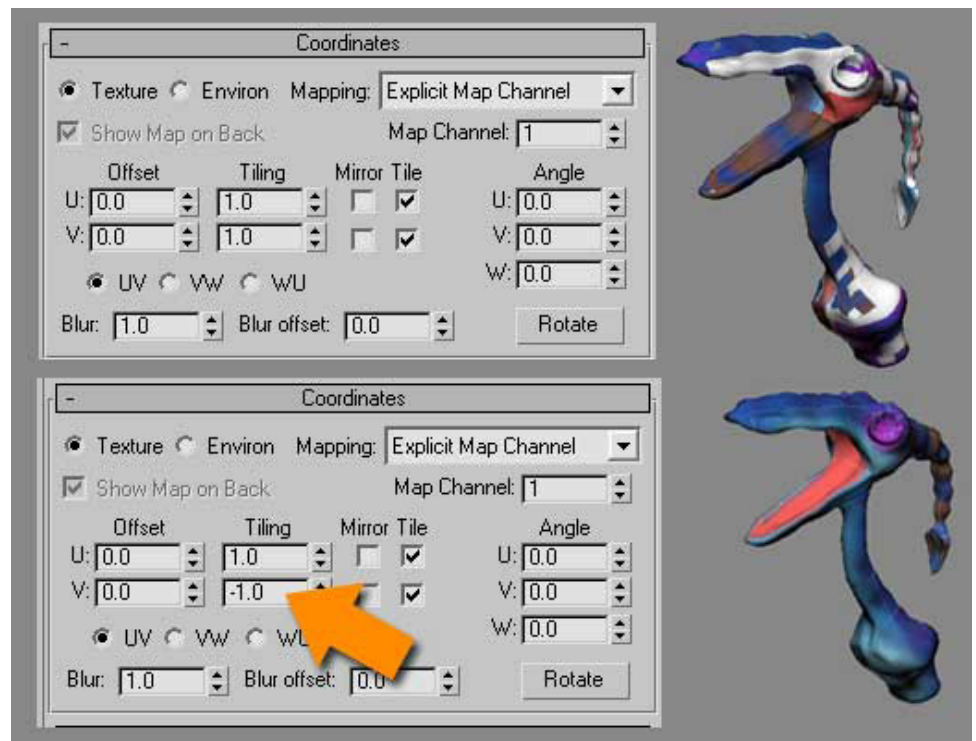 - Coordinates
Texture Environ Mapping: Explicit Map Channel
Show Map on Back Map Channel: 1
Offset Tiling Mirror Tile Angle
U: 0.0 1.0 U: 0.0
V: 0.0 1.0 V: 0.0
UV VW WU W: 0.0
Blur: 1.0 Blur offset: 0.0 Rotate
- Coordinates
Texture Environ Mapping: Explicit Map Channel
Show Map on Back Map Channel: 1
Offset Tiling Mirror Tile Angle
U: 0.0 1.0 U: 0.0
V: 0.0 -1.0 V: 0.0
UV VW W: 0.0
Blur: 1.0 Blur offset: 0.0 Rotate